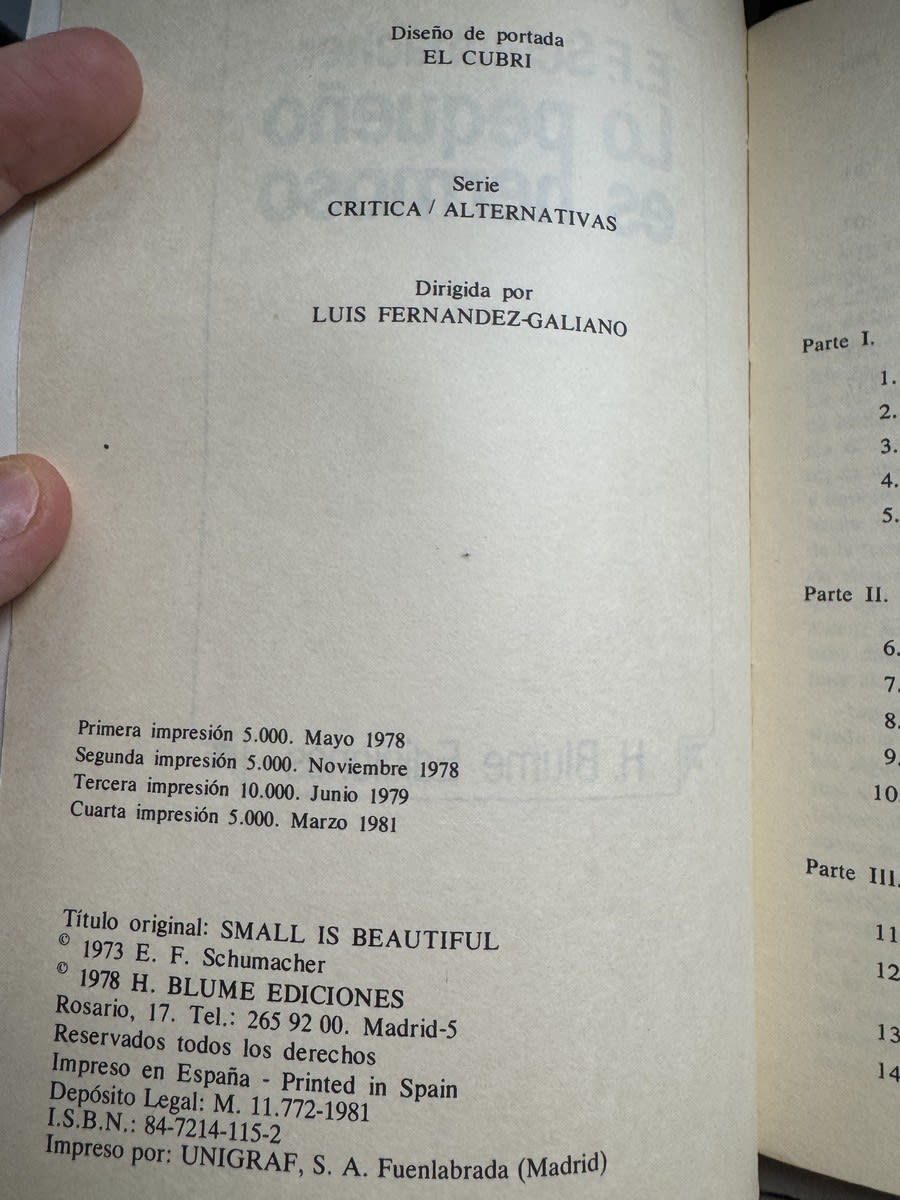 Diseño de portada
EL CUBRI
Serie
CRITICA / ALTERNATIVAS
Dirigida por
LUIS FERNANDEZ-GALIANO
Primera impresión 5.000. Mayo 1978
Segunda impresión 5.000. Noviembre 1978
Tercera impresión 10.000. Junio 1979
Cuarta impresión 5.000. Marzo 1981
Título original: SMALL IS BEAUTIFUL
© 1973 E. F. Schumacher
© 1978 H. BLUME EDICIONES
Rosario, 17. Tel.: 265 92 00. Madrid-5
Reservados todos los derechos
Impreso en España - Printed in Spain
Depósito Legal: M. 11.772-1981
I.S.B.N.: 84-7214-115-2
Impreso por: UNIGRAF, S. A. Fuenlabrada (Madrid)
Parte I.
1.
2.
3.
4.
5.
Parte II.
6.
7.
8.
9.
10.
Parte III.
11
12
13
14